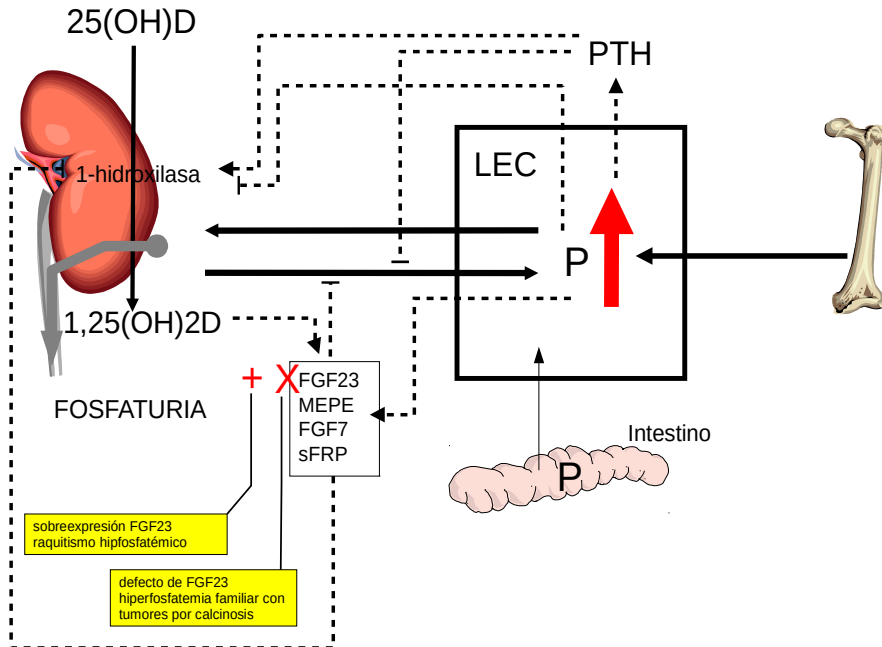 25(OH)D
PTH
LEC
1-hidroxilasa
P
1,25(OH)2D
FOSFATURIA
+ X
FGF23
MEPE
FGF7
sFRP
Intestino
P
sobreexpresión FGF23
raquitismo hipfosfatémico
defecto de FGF23
hiperfosfatemia familiar con
tumores por calcinosis